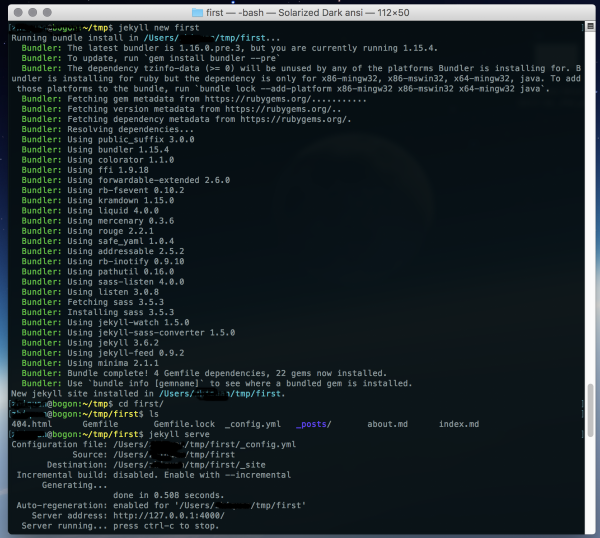 first — -bash — Solarized Dark ansi — 112×50
@bogon:~/tmp$ jekyll new first
Running bundle install in /Users/ /tmp/first...
Bundler: The latest bundler is 1.16.0.pre.3, but you are currently running 1.15.4.
Bundler: To update, run `gem install bundler --pre`
Bundler: The dependency tzinfo-data (>= 0) will be unused by any of the platforms Bundler is installing for. B
undler is installing for ruby but the dependency is only for x86-mingw32, x86-mswin32, x64-mingw32, java. To add
those platforms to the bundle, run `bundle lock --add-platform x86-mingw32 x86-mswin32 x64-mingw32 java`.
Bundler: Fetching gem metadata from https://rubygems.org/...........
Bundler: Fetching version metadata from https://rubygems.org/..
Bundler: Fetching dependency metadata from https://rubygems.org/.
Bundler: Resolving dependencies...
Bundler: Using public_suffix 3.0.0
Bundler: Using bundler 1.15.4
Bundler: Using colorator 1.1.0
Bundler: Using ffi 1.9.18
Bundler: Using forwardable-extended 2.6.0
Bundler: Using rb-fsevent 0.10.2
Bundler: Using kramdown 1.15.0
Bundler: Using liquid 4.0.0
Bundler: Using mercenary 0.3.6
Bundler: Using rouge 2.2.1
Bundler: Using safe_yaml 1.0.4
Bundler: Using addressable 2.5.2
Bundler: Using rb-inotify 0.9.10
Bundler: Using pathutil 0.16.0
Bundler: Using sass-listen 4.0.0
Bundler: Using listen 3.0.8
Bundler: Fetching sass 3.5.3
Bundler: Installing sass 3.5.3
Bundler: Using jekyll-watch 1.5.0
Bundler: Using jekyll-sass-converter 1.5.0
Bundler: Using jekyll 3.6.2
Bundler: Using jekyll-feed 0.9.2
Bundler: Using minima 2.1.1
Bundler: Bundle complete! 4 Gemfile dependencies, 22 gems now installed.
Bundler: Use `bundle info [gemname]` to see where a bundled gem is installed.
New jekyll site installed in /Users/ /tmp/first.
@bogon:~/tmp$ cd first/
@bogon:~/tmp/first$ ls
404.html Gemfile Gemfile.lock _config.yml _posts/ about.md index.md
@bogon:~/tmp/first$ jekyll serve
Configuration file: /Users/ /tmp/first/_config.yml
Source: /Users/ /tmp/first
Destination: /Users/ /tmp/first/_site
Incremental build: disabled. Enable with --incremental
Generating...
done in 0.508 seconds.
Auto-regeneration: enabled for '/Users/ /tmp/first'
Server address: http://127.0.0.1:4000/
Server running... press ctrl-c to stop.